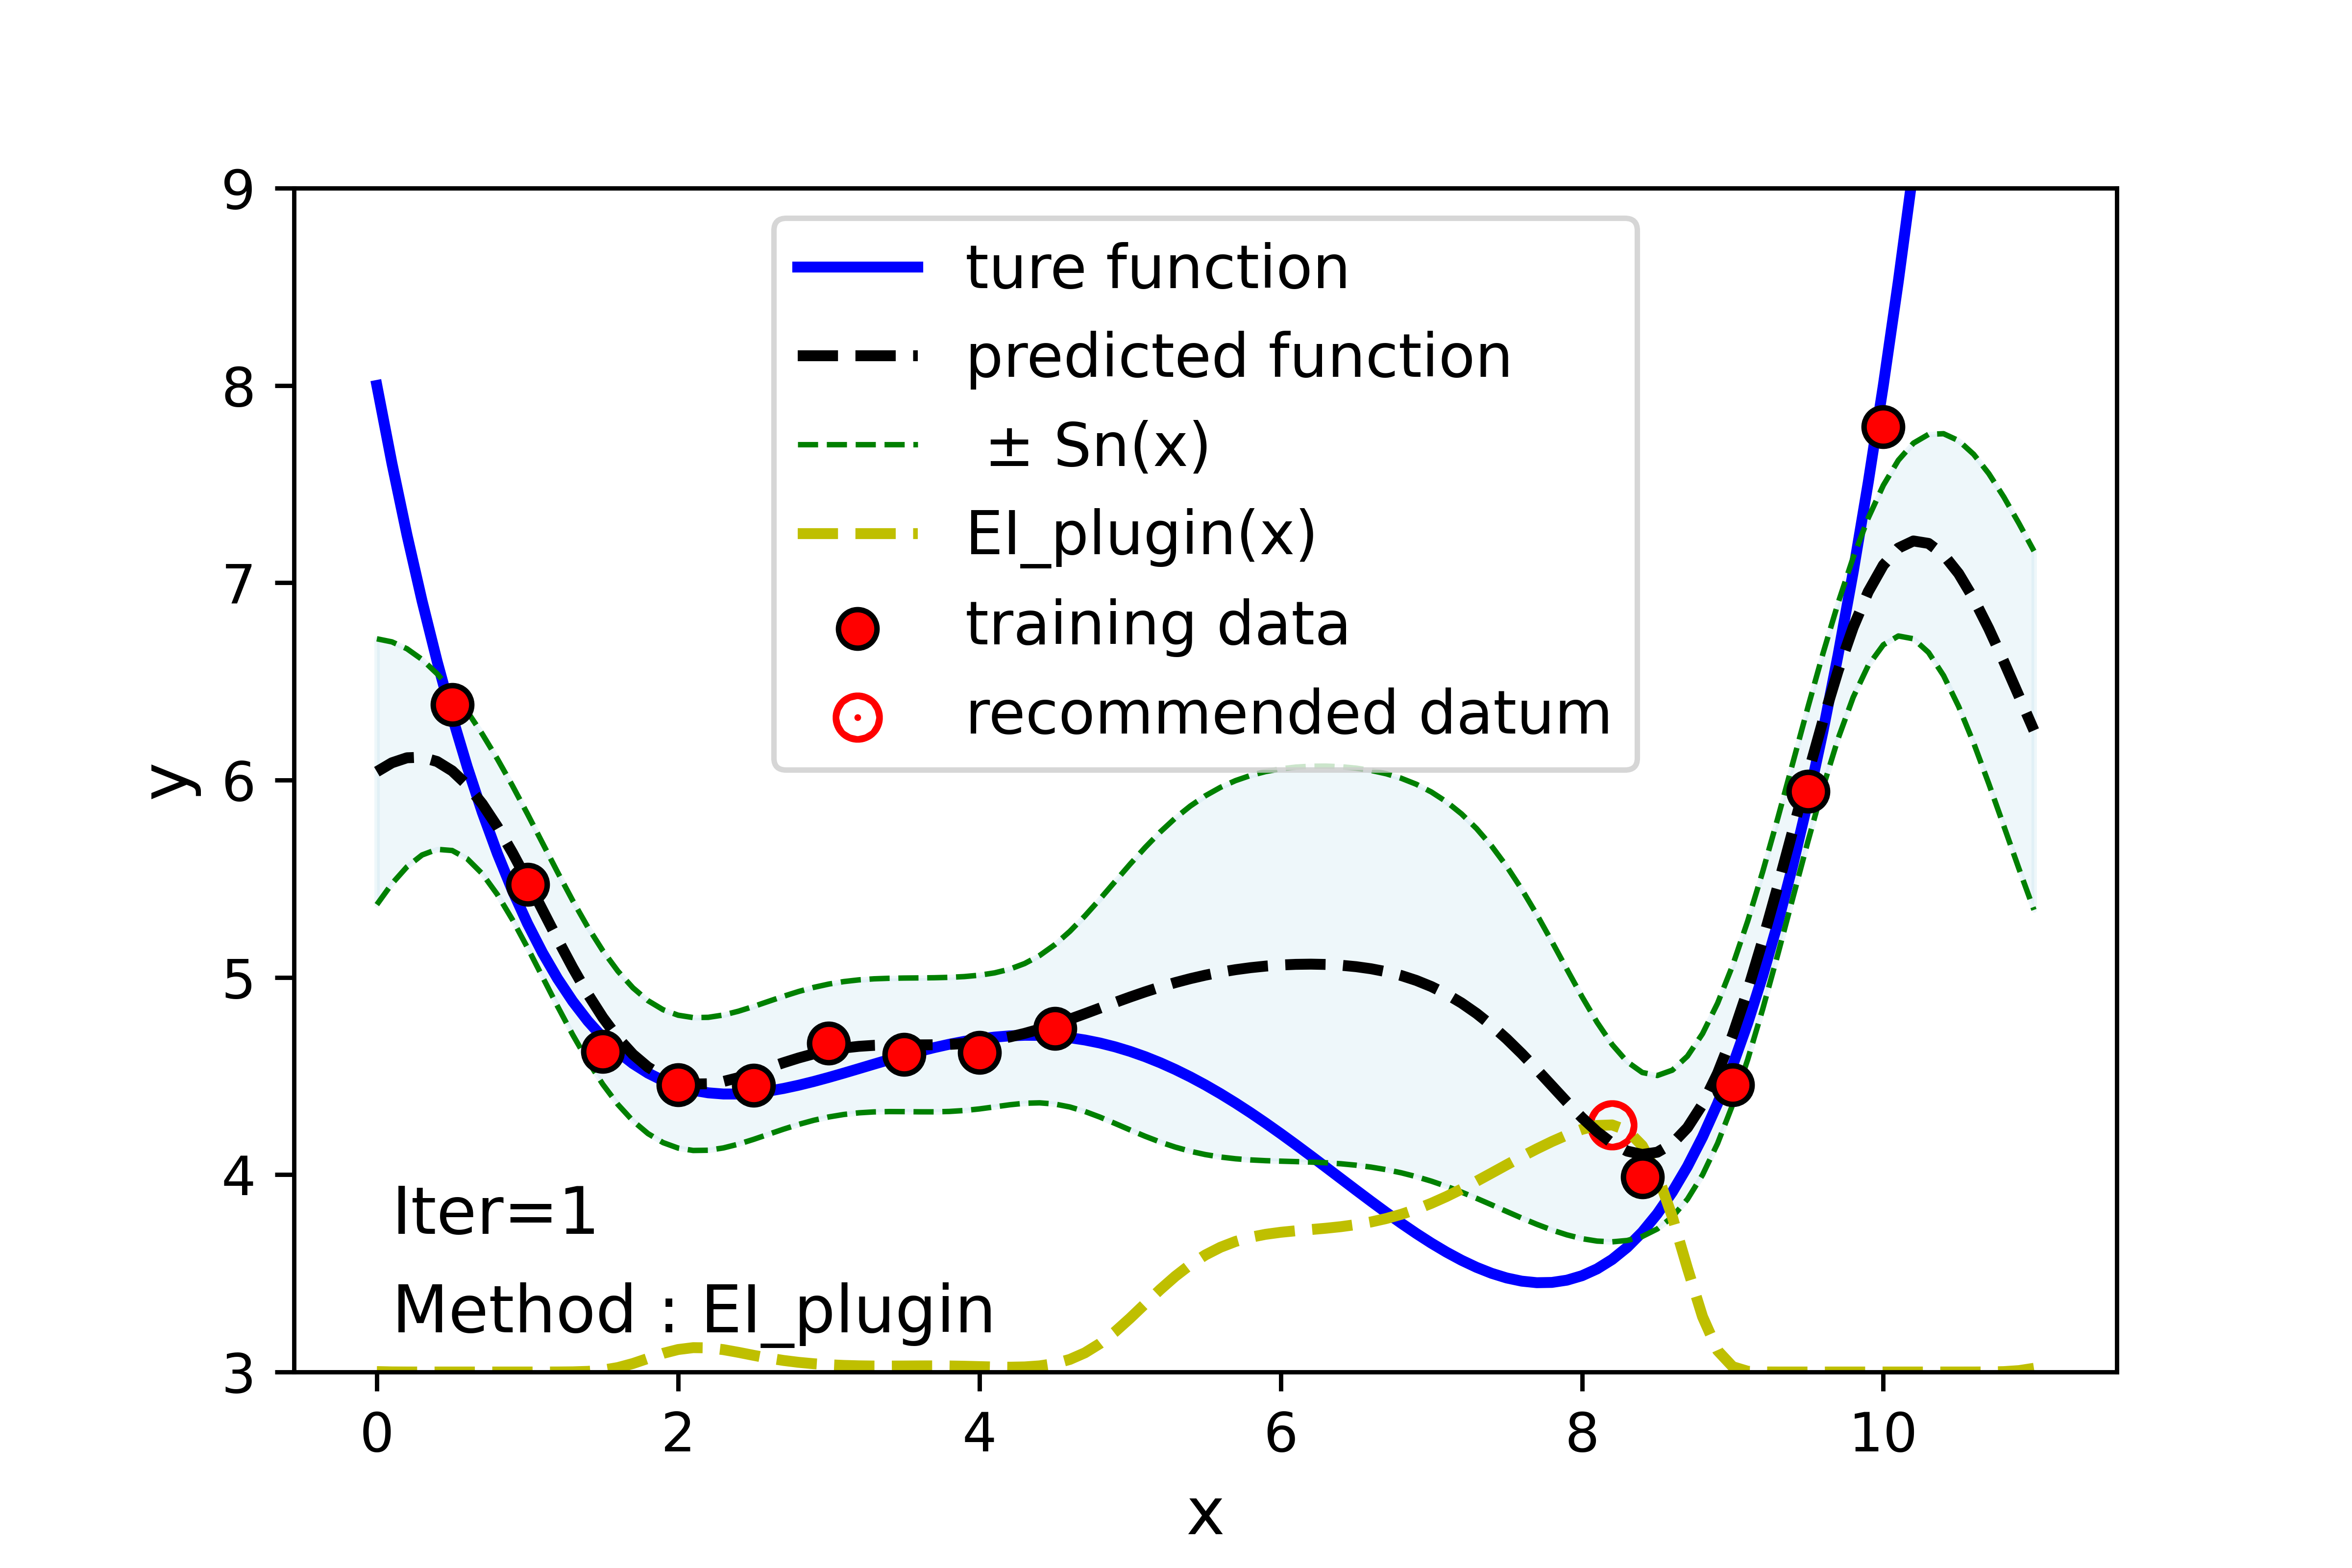 9
8
7
6
5
4
3
y
ture function
predicted function
± Sn(x)
EI_plugin(x)
training data
recommended datum
Iter=1
Method : EI_plugin
0 2 4 6 8 10
x